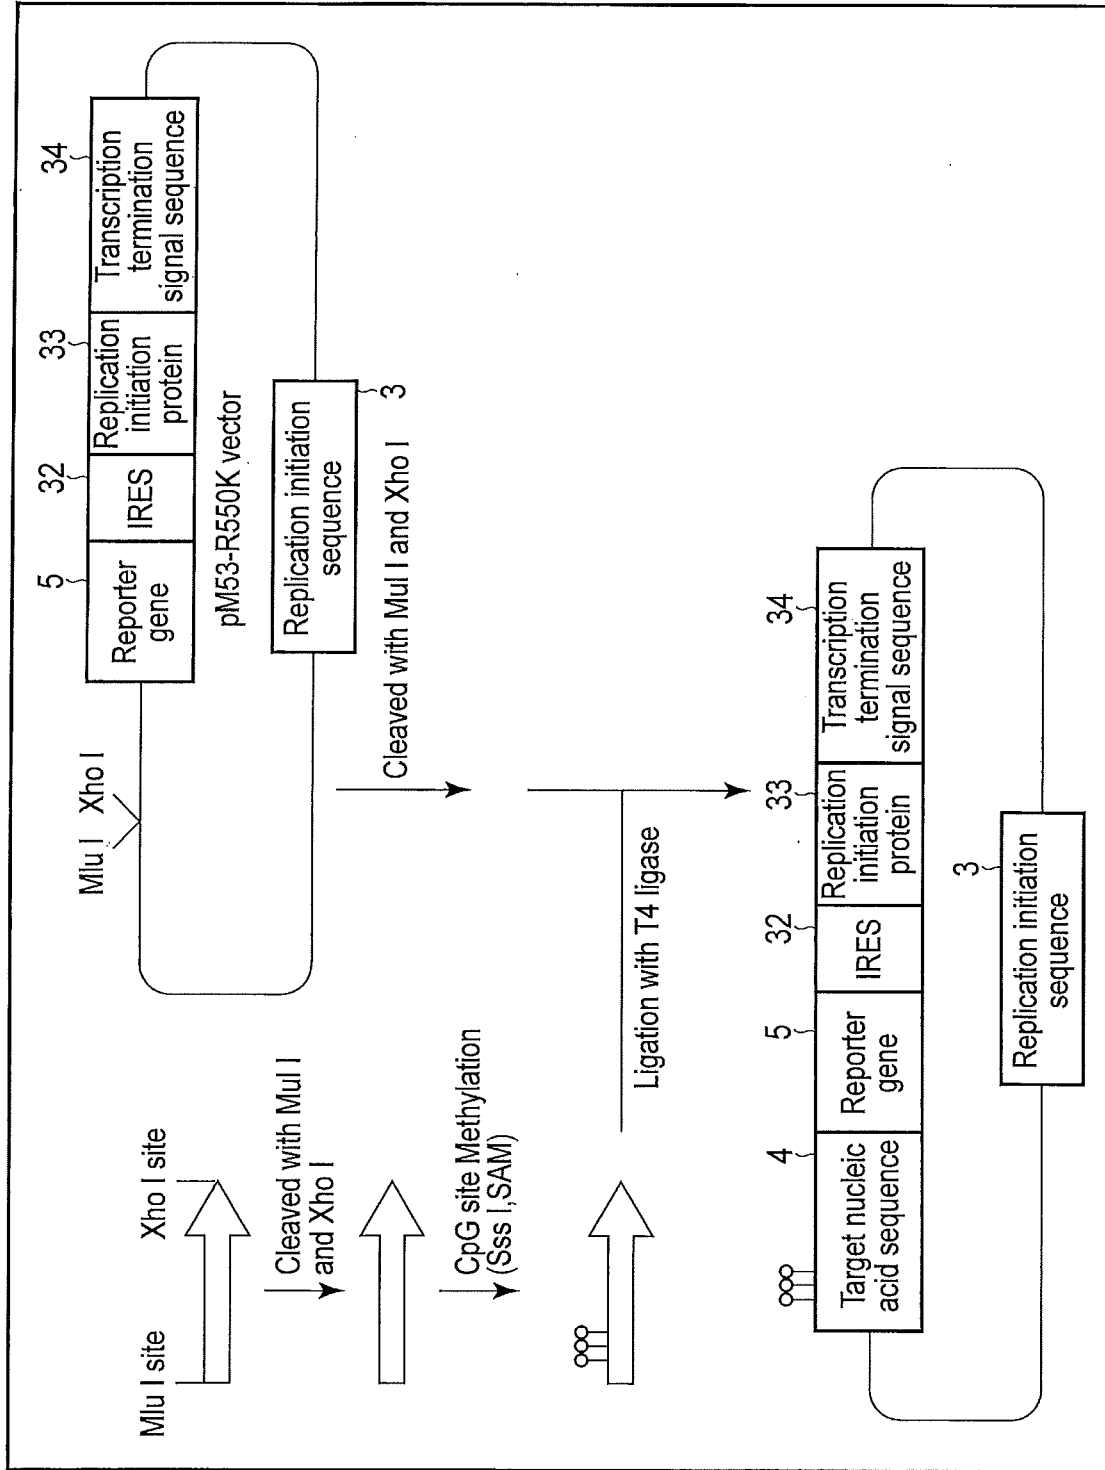 Mlu I site
Xho I site
Cleaved with Mul I
and Xho I
CpG site Methylation
(Sss I,SAM)
Mlu I
Xho I
5
32
33
34
Reporter
gene
IRES
Replication
initiation
protein
Transcription
termination
signal sequence
pM53-R550K vector
Replication initiation
sequence
3
Cleaved with Mul I and Xho I
Ligation with T4 ligase
4
5
32
33
34
Target nucleic
acid sequence
Reporter
gene
IRES
Replication
initiation
protein
Transcription
termination
signal sequence
3
Replication initiation
sequence